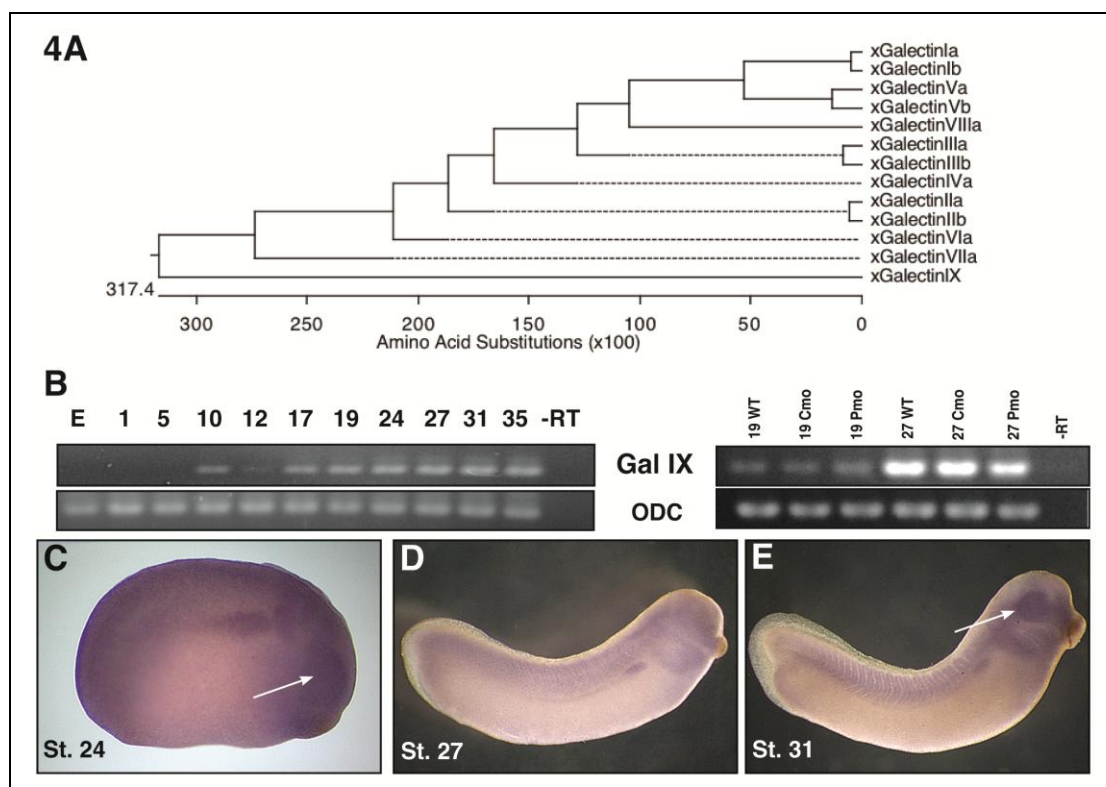 4A
xGalectinIa
xGalectinIb
xGalectinVa
xGalectinVb
xGalectinVIIIa
xGalectinIIIa
xGalectinIIIb
xGalectinIVa
xGalectinIIa
xGalectinIIb
xGalectinVIa
xGalectinVIIa
xGalectinIX
317.4
300 250 200 150 100 50 0
Amino Acid Substitutions (x100)
B
E 1 5 10 12 17 19 24 27 31 35 -RT
19 WT 19 Cmo 19 Pmo 27 WT 27 Cmo 27 Pmo -RT
Gal IX
ODC
C
St. 24
D
St. 27
E
St. 31